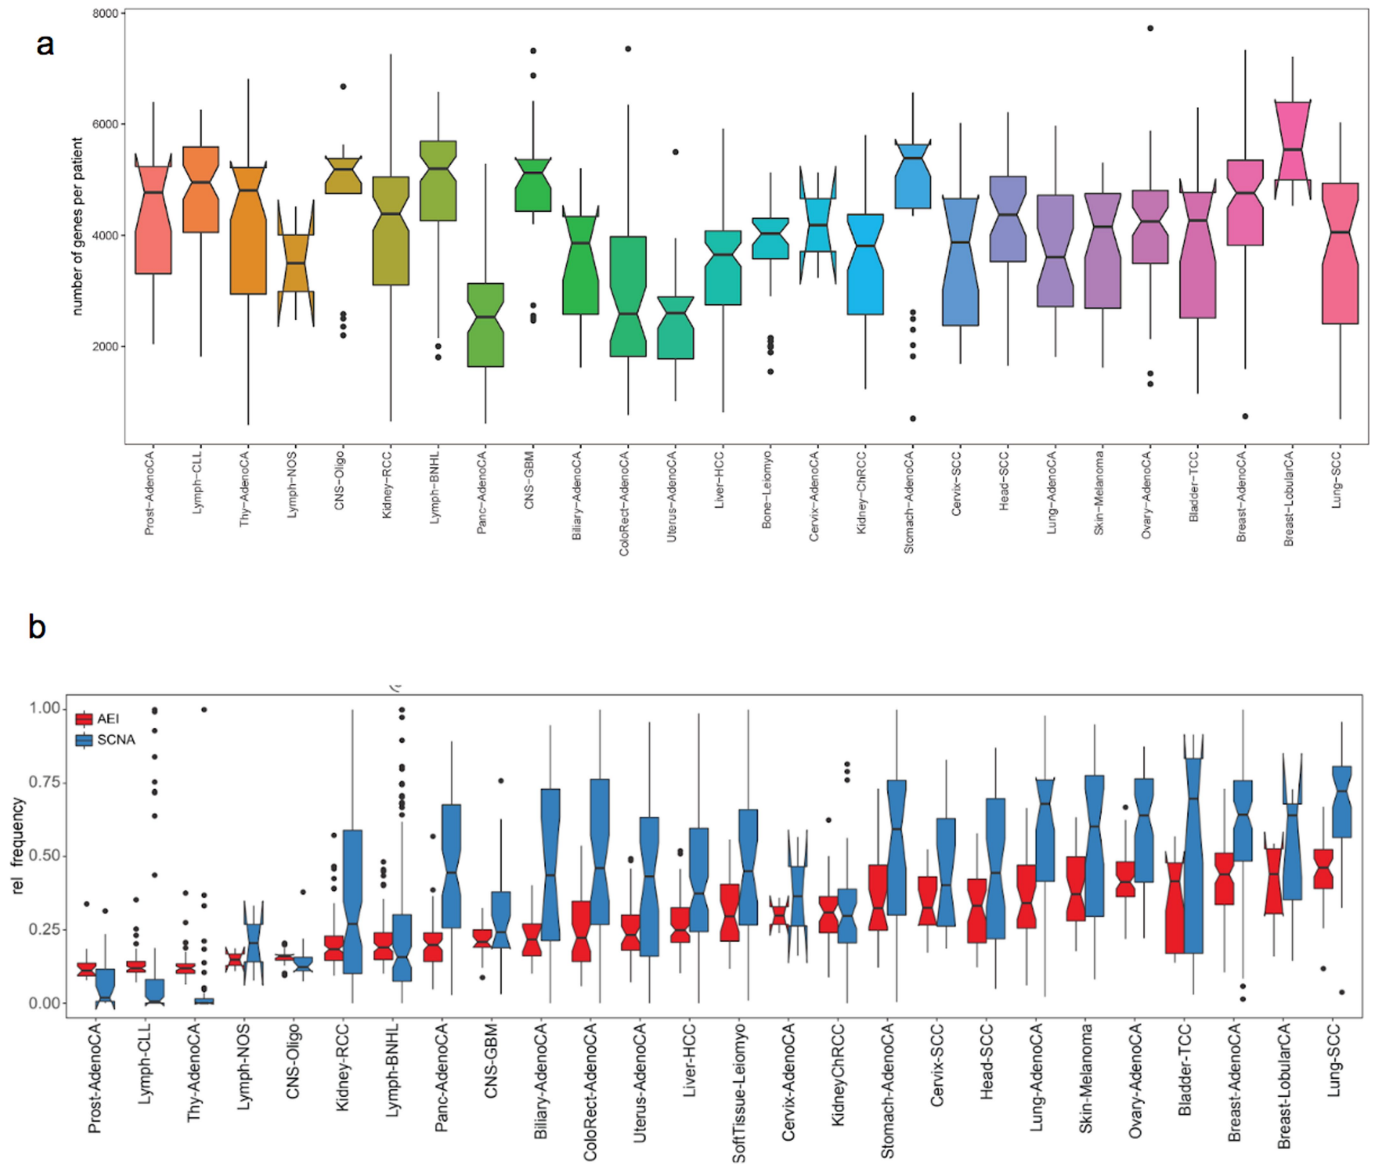 a
8000
6000
4000
2000
number of genes per patient
Prost–AdenoCA
Lymph–CLL
Thy–AdenoCA
Lymph–NOS
CNS–Oligo
Kidney–RCC
Lymph–BNHL
Panc–AdenoCA
CNS–GBM
Biliary–AdenoCA
ColoRect–AdenoCA
Uterus–AdenoCA
Liver–HCC
Bone–Leiomyo
Cervix–AdenoCA
Kidney–ChRCC
Stomach–AdenoCA
Cervix–SCC
Head–SCC
Lung–AdenoCA
Skin–Melanoma
Ovary–AdenoCA
Bladder–TCC
Breast–AdenoCA
Breast–LobularCA
Lung–SCC
b
1.00
0.75
0.50
0.25
0.00
rel frequency
AEI
SCNA
Prost-AdenoCA
Lymph-CLL
Thy-AdenoCA
Lymph-NOS
CNS-Oligo
Kidney-RCC
Lymph-BNHL
Panc-AdenoCA
CNS-GBM
Biliary-AdenoCA
ColoRect-AdenoCA
Uterus-AdenoCA
Liver-HCC
SoftTissue-Leiomyo
Cervix-AdenoCA
KidneyChRCC
Stomach-AdenoCA
Cervix-SCC
Head-SCC
Lung-AdenoCA
Skin-Melanoma
Ovary-AdenoCA
Bladder-TCC
Breast-AdenoCA
Breast-LobularCA
Lung-SCC